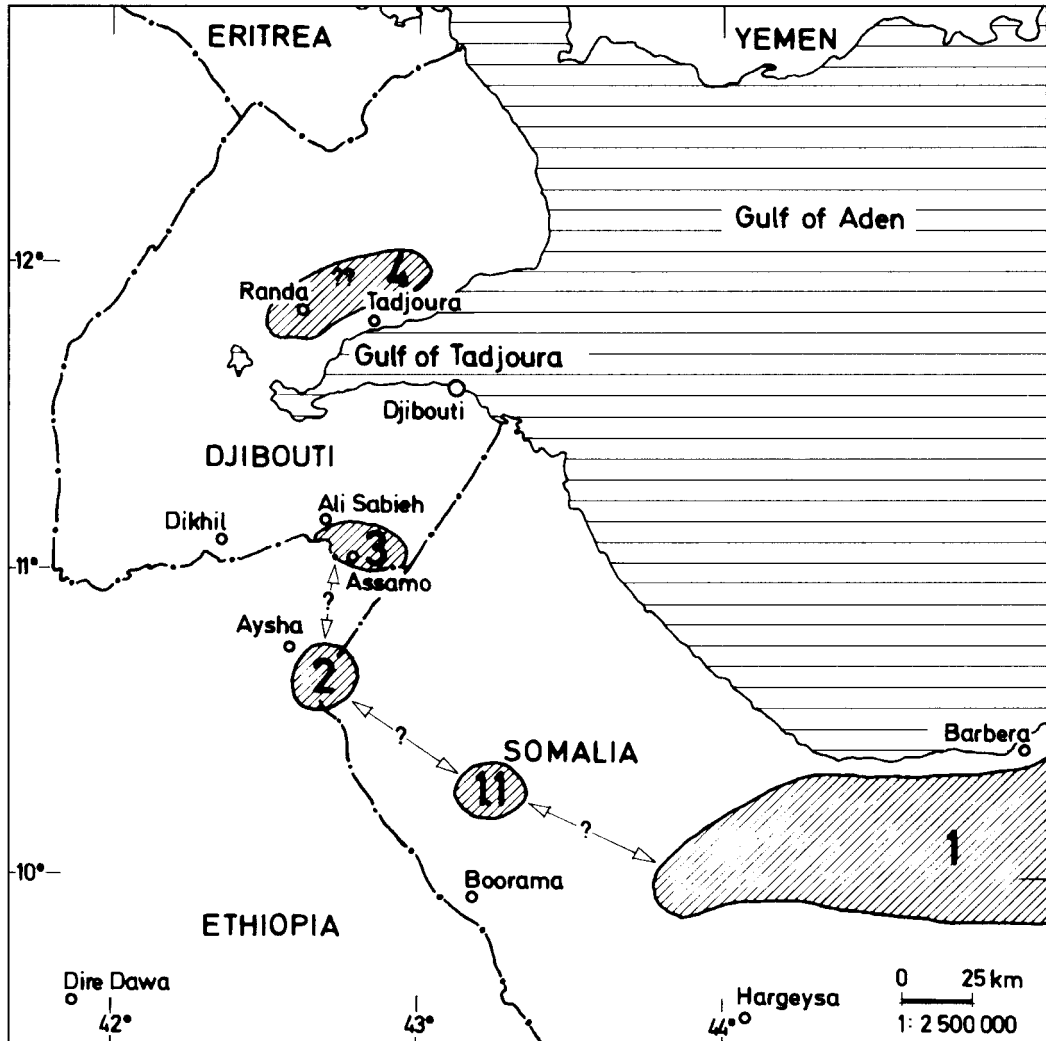 ERITREA
YEMEN
Gulf of Aden
12°
??
4
Randa
Tadjoura
Gulf of Tadjoura
Djibouti
DJIBOUTI
Ali Sabieh
Dikhil
3
11°
Assamo
?
Aysha
2
?
SOMALIA
Barbera
11
?
1
10°
Boorama
ETHIOPIA
Dire Dawa
0 25 km
Hargeysa
1: 2 500 000
42°
43°
44°